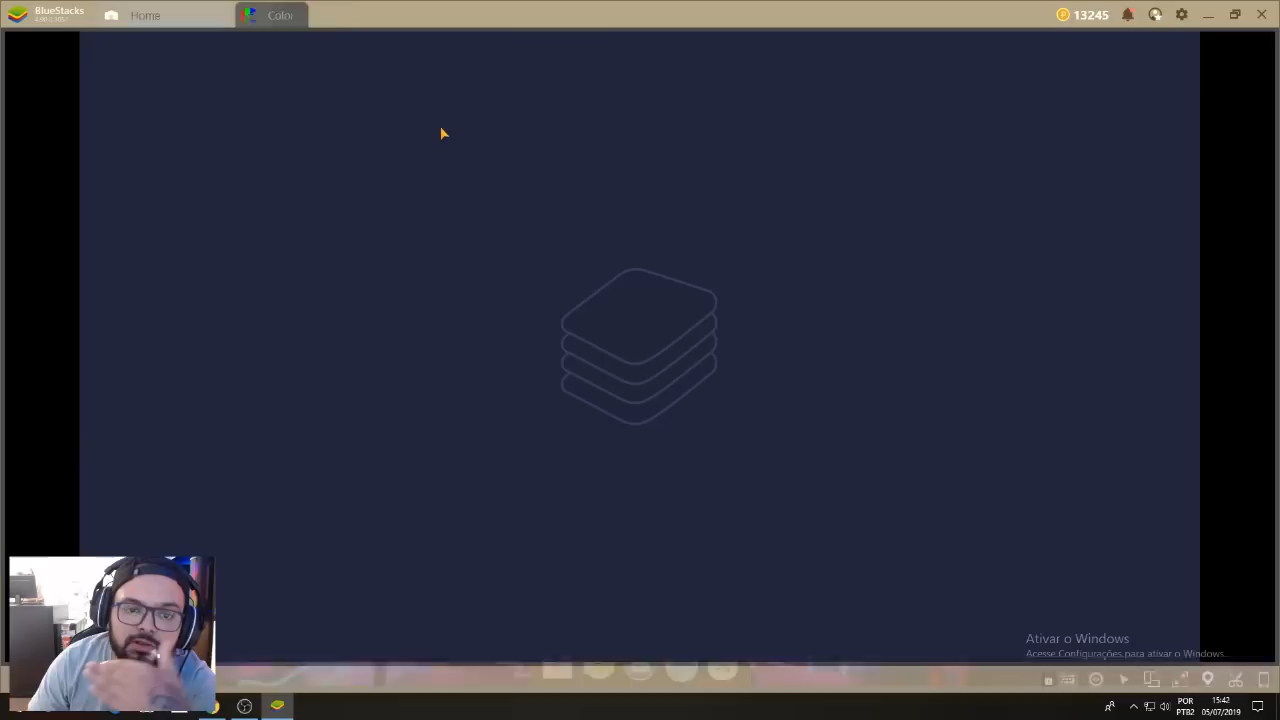 BlueStacks
Home
Color
13245
Ativar o Windows
Acesse Configurações para ativar o Windows.
POR
PTB2
15:42
05/07/2019